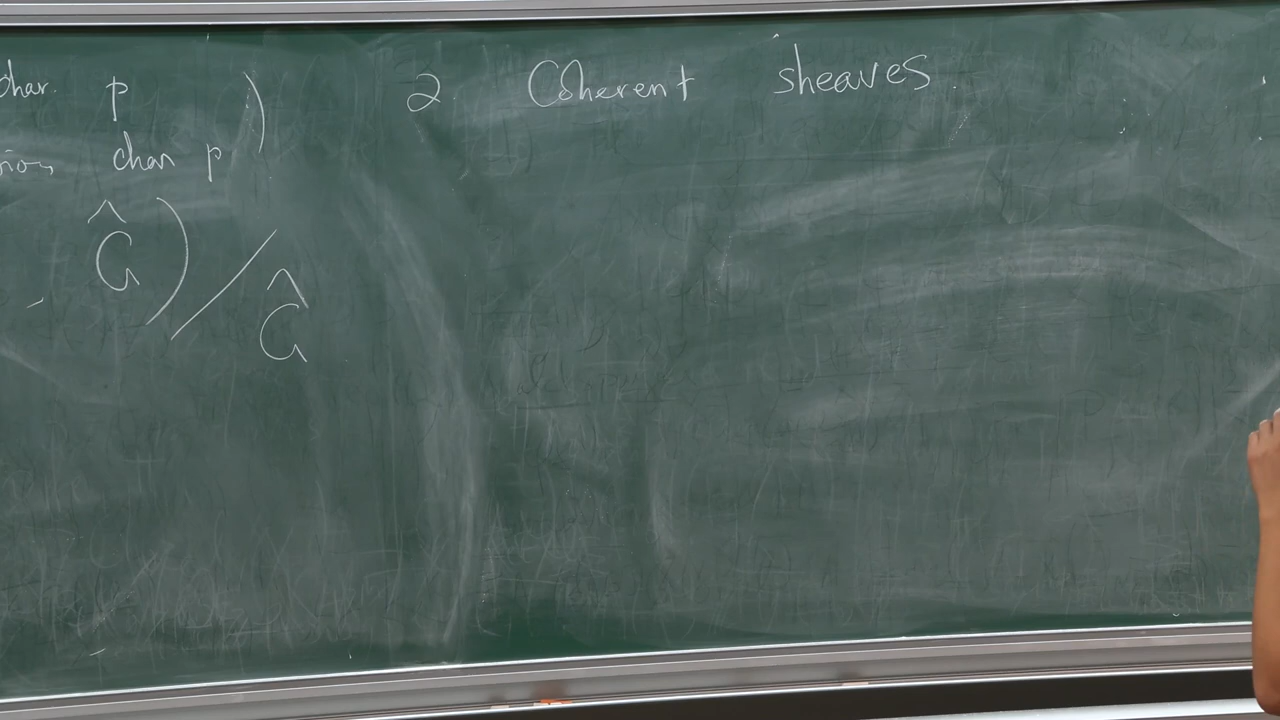 char. p )
char p
Ĝ ) / Ĝ
2. Coherent sheaves.